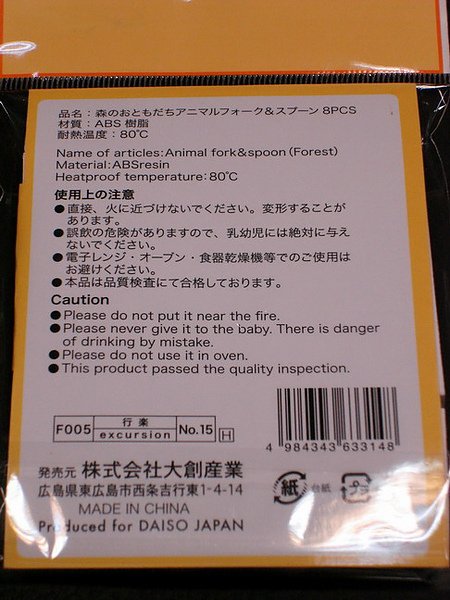 品名：森のおともだちアニマルフォーク&スプーン 8PCS
材質：ABS 樹脂
耐熱温度：80℃
Name of articles:Animal fork&spoon(Forest)
Material:ABSresin
Heatproof temperature:80℃
使用上の注意
●直接、火に近づけないでください。変形することが
あります。
●誤飲の危険がありますので、乳幼児には絶対に与え
ないでください。
●電子レンジ・オーブン・食器乾燥機等でのご使用は
お避けください。
●本品は品質検査にて合格しております。
Caution
●Please do not put it near the fire.
●Please never give it to the baby. There is danger
of drinking by mistake.
●Please do not use it in oven.
●This product passed the quality inspection.
F005 行楽 excursion No.15 H
4 984343 633148
発売元 株式会社大創産業
広島県東広島市西条吉行東1-4-14
MADE IN CHINA
Produced for DAISO JAPAN
紙 台紙 プラ